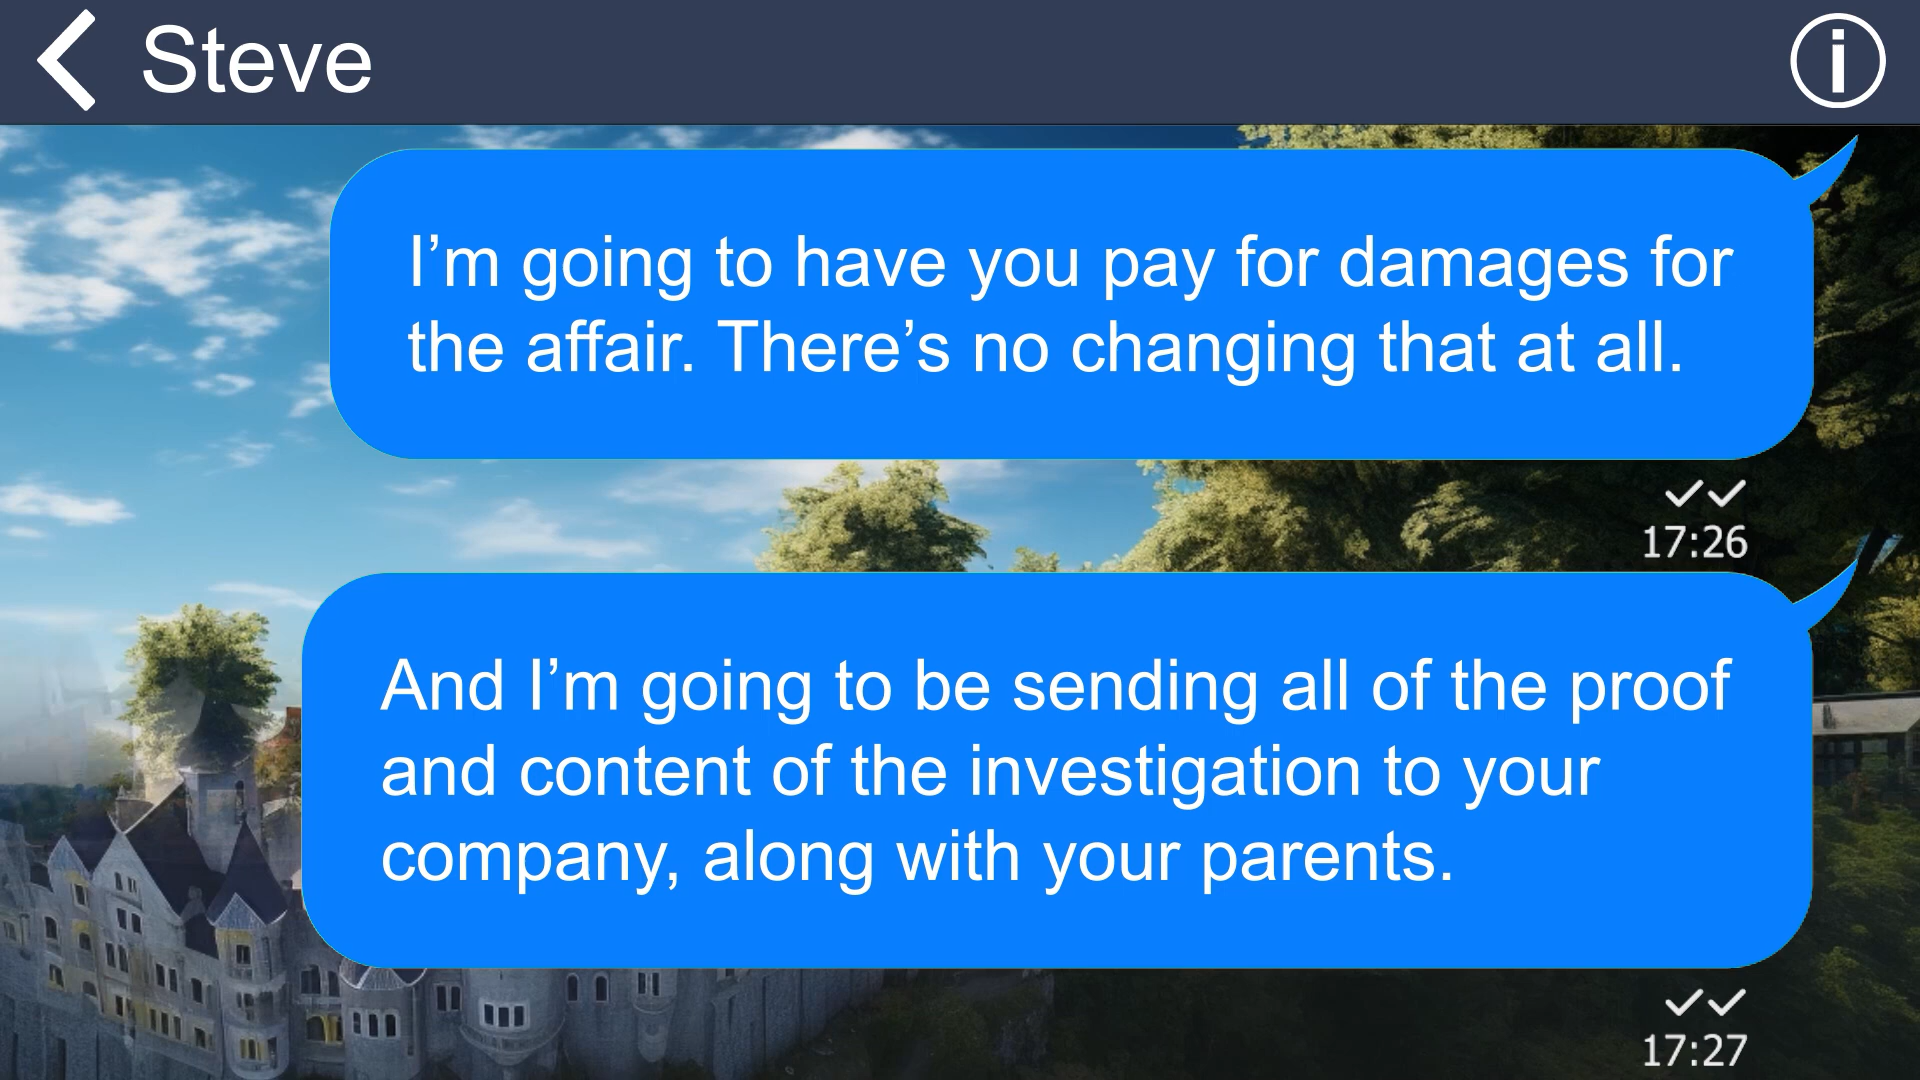 Steve
I’m going to have you pay for damages for
the affair. There’s no changing that at all.
17:26
And I’m going to be sending all of the proof
and content of the investigation to your
company, along with your parents.
17:27